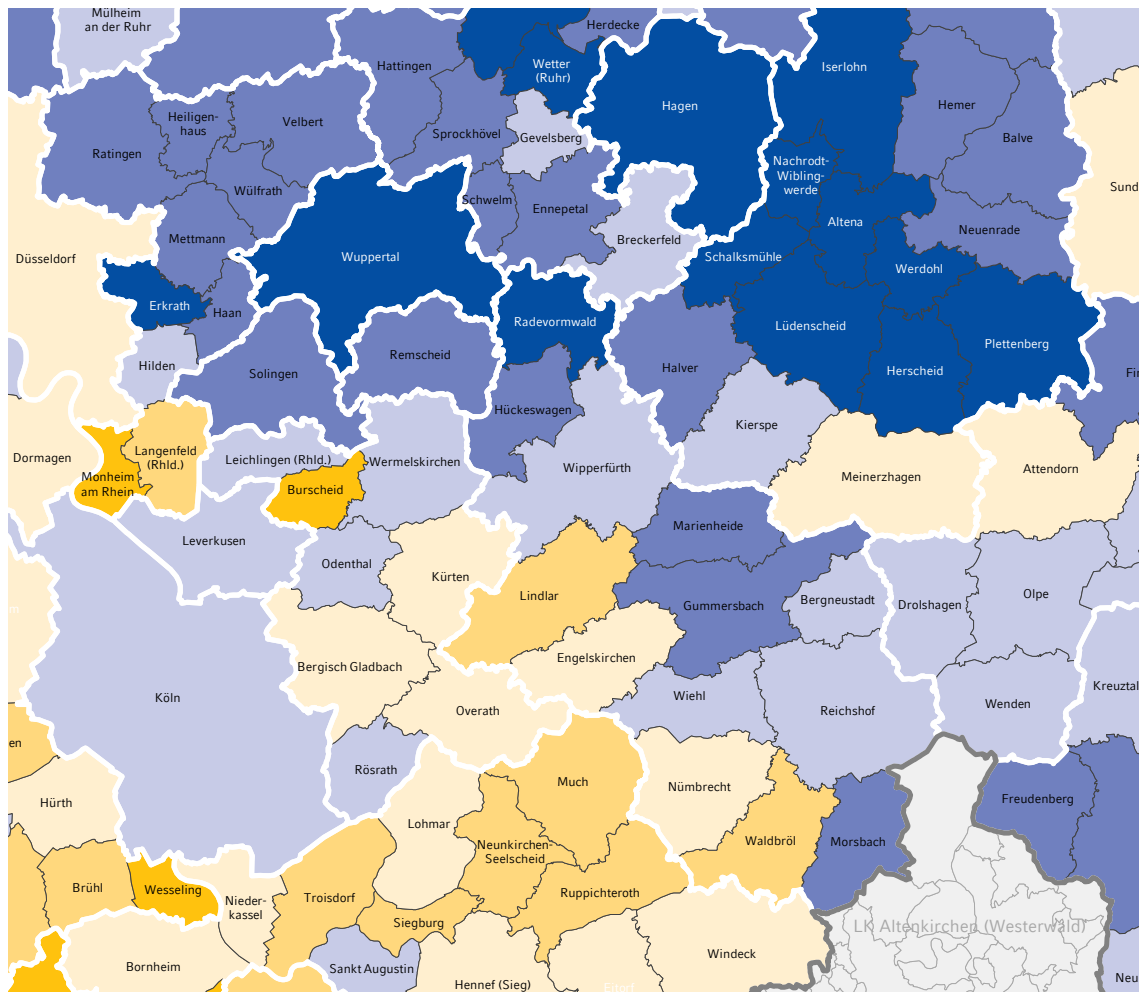 Mülheim
an der Ruhr
Herdecke
Hattingen
Wetter
(Ruhr)
Iserlohn
Hagen
Hemer
Heiligen-
haus
Velbert
Sprockhövel
Gevelsberg
Balve
Ratingen
Nachrodt-
Wibling-
werde
Sund
Wülfrath
Schwelm
Ennepetal
Altena
Mettmann
Breckerfeld
Neuenrade
Düsseldorf
Wuppertal
Schalksmühle
Werdohl
Erkrath
Haan
Radevormwald
Lüdenscheid
Plettenberg
Hilden
Solingen
Remscheid
Halver
Herscheid
Fi
Hückeswagen
Kierspe
Dormagen
Langenfeld
(Rhld.)
Leichlingen (Rhld.)
Wermelskirchen
Wipperfürth
Attendorn
Monheim
am Rhein
Burscheid
Meinerzhagen
Marienheide
Leverkusen
Odenthal
Kürten
Lindlar
Gummersbach
Bergneustadt
Drolshagen
Olpe
m
Bergisch Gladbach
Engelskirchen
Köln
Wiehl
Kreuztal
Overath
Reichshof
Wenden
en
Rösrath
Much
Nümbrecht
Hürth
Freudenberg
Lohmar
Neunkirchen-
Seelscheid
Waldbröl
Morsbach
Brühl
Wesseling
Nieder-
kassel
Troisdorf
Ruppichteroth
Siegburg
LK Altenkirchen (Westerwald)
Bornheim
Sankt Augustin
Windeck
Hennef (Sieg)
Eitorf
Neu